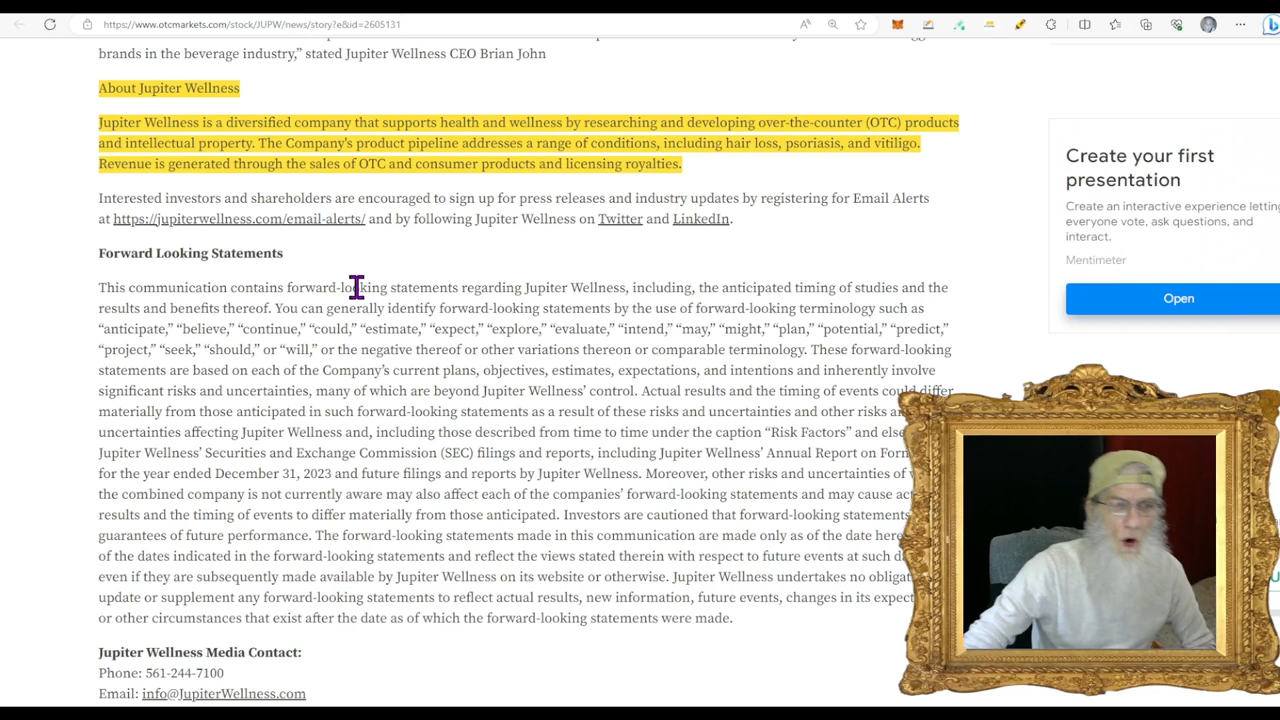 https://www.otcmarkets.com/stock/JUPW/news/story?e&id=2605131
brands in the beverage industry,” stated Jupiter Wellness CEO Brian John
About Jupiter Wellness
Jupiter Wellness is a diversified company that supports health and wellness by researching and developing over-the-counter (OTC) products
and intellectual property. The Company's product pipeline addresses a range of conditions, including hair loss, psoriasis, and vitiligo.
Revenue is generated through the sales of OTC and consumer products and licensing royalties.
Interested investors and shareholders are encouraged to sign up for press releases and industry updates by registering for Email Alerts
at https://jupiterwellness.com/email-alerts/ and by following Jupiter Wellness on Twitter and LinkedIn.
Forward Looking Statements
This communication contains forward-looking statements regarding Jupiter Wellness, including, the anticipated timing of studies and the
results and benefits thereof. You can generally identify forward-looking statements by the use of forward-looking terminology such as
“anticipate,” “believe,” “continue,” “could,” “estimate,” “expect,” “explore,” “evaluate,” “intend,” “may,” “might,” “plan,” “potential,” “predict,”
“project,” “seek,” “should,” or “will,” or the negative thereof or other variations thereon or comparable terminology. These forward-looking
statements are based on each of the Company’s current plans, objectives, estimates, expectations, and intentions and inherently involve
significant risks and uncertainties, many of which are beyond Jupiter Wellness’ control. Actual results and the timing of events could differ
materially from those anticipated in such forward-looking statements as a result of these risks and uncertainties and other risks
uncertainties affecting Jupiter Wellness and, including those described from time to time under the caption “Risk Factors” and
Jupiter Wellness’ Securities and Exchange Commission (SEC) filings and reports, including Jupiter Wellness’ Annual Report on
for the year ended December 31, 2023 and future filings and reports by Jupiter Wellness. Moreover, other risks and uncertainties of
the combined company is not currently aware may also affect each of the companies’ forward-looking statements and may cause
results and the timing of events to differ materially from those anticipated. Investors are cautioned that forward-looking statements
guarantees of future performance. The forward-looking statements made in this communication are made only as of the date
of the dates indicated in the forward-looking statements and reflect the views stated therein with respect to future events at such
even if they are subsequently made available by Jupiter Wellness on its website or otherwise. Jupiter Wellness undertakes no
update or supplement any forward-looking statements to reflect actual results, new information, future events, changes in its
or other circumstances that exist after the date as of which the forward-looking statements were made.
Jupiter Wellness Media Contact:
Phone: 561-244-7100
Email: info@JupiterWellness.com
Create your first
presentation
Create an interactive experience letting
everyone vote, ask questions, and
interact.
Mentimeter
Open